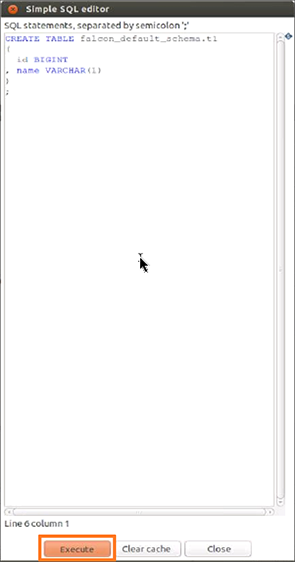 Simple SQL editor
SQL statements, separated by semicolon ';'
CREATE TABLE falcon_default_schema.t1
(
id BIGINT
, name VARCHAR(1)
)
;
Line 6 column 1
Execute Clear cache Close